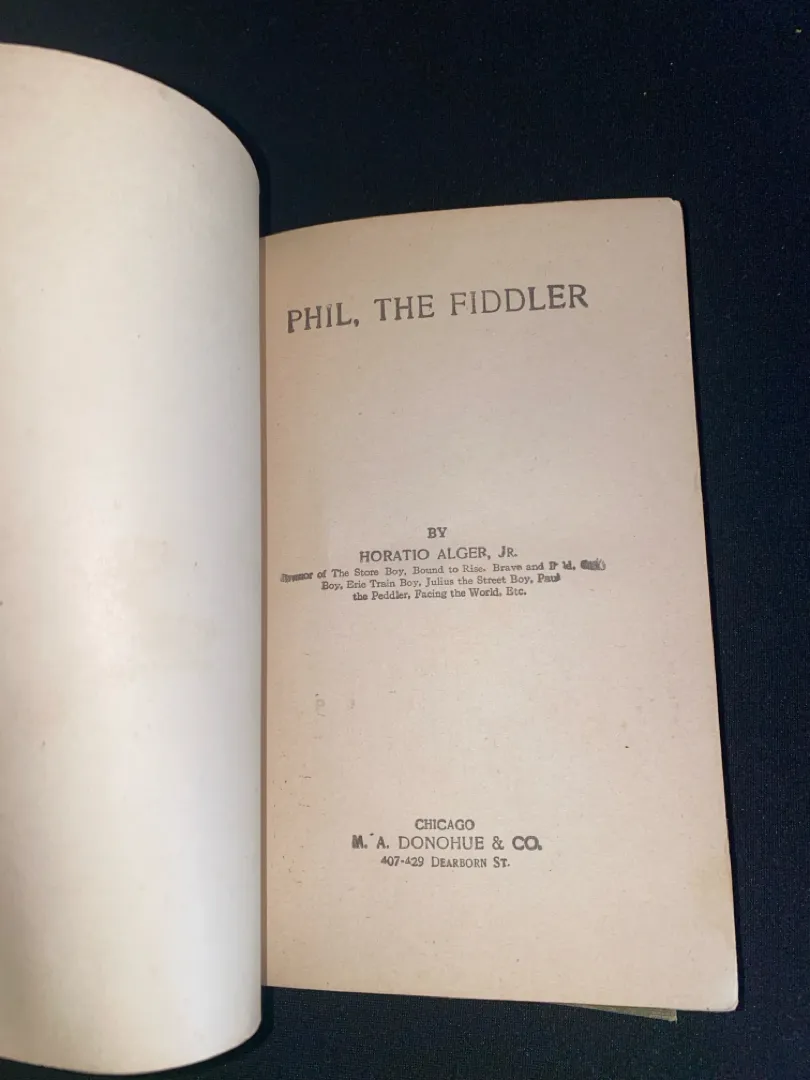 PHIL, THE FIDDLER
BY
HORATIO ALGER, JR.
of The Store Boy, Bound to Rise, Brave and
Boy, Erie Train Boy, Julius the Street Boy, Paul
the Peddler, Facing the World, Etc.
CHICAGO
M. A. DONOHUE & CO.
407-429 DEARBORN ST.